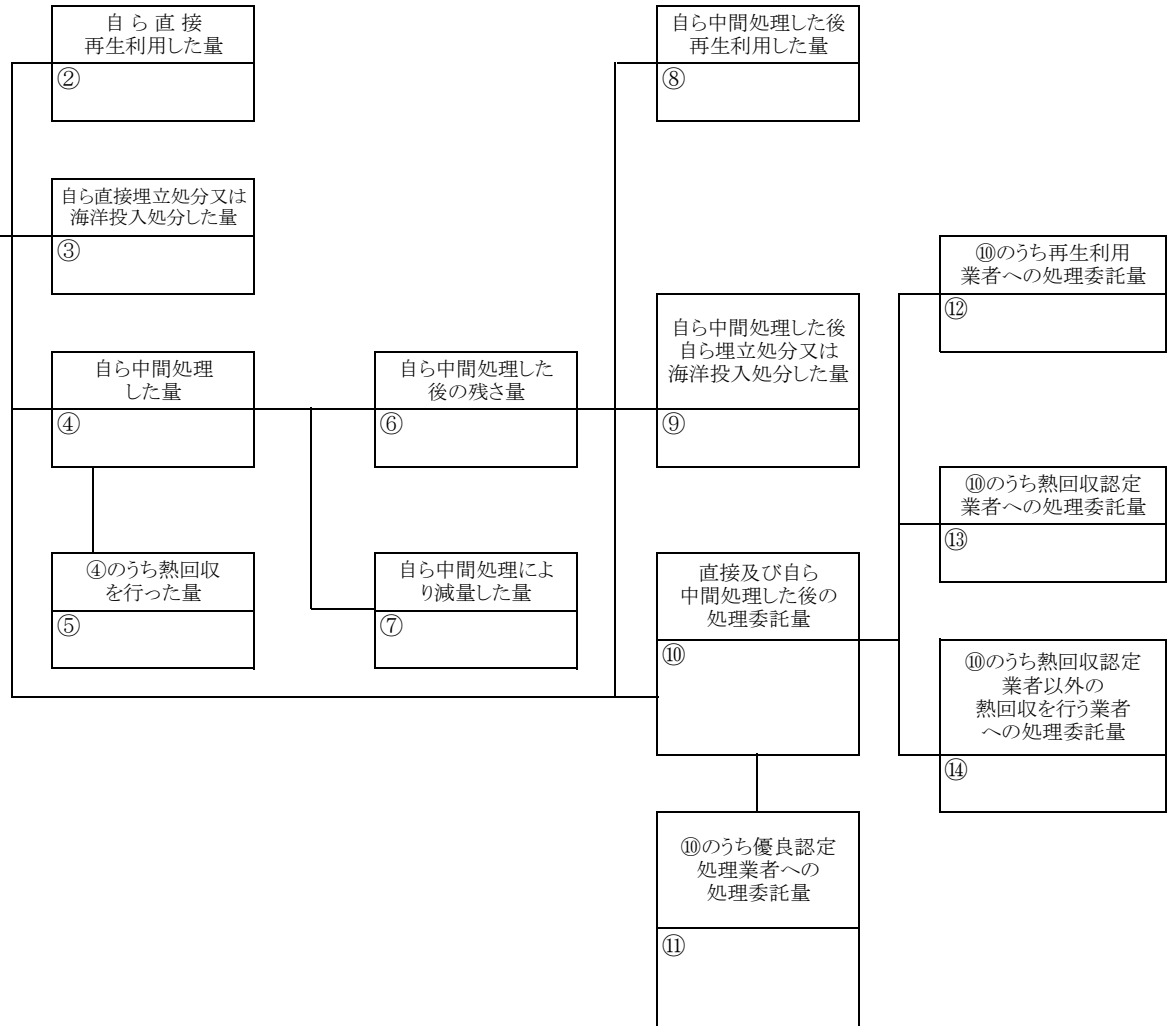 自ら直接
再生利用した量
②
自ら直接埋立処分又は
海洋投入処分した量
③
自ら中間処理
した量
④
④のうち熱回収
を行った量
⑤
自ら中間処理した
後の残さ量
⑥
自ら中間処理によ
り減量した量
⑦
自ら中間処理した後
再生利用した量
⑧
自ら中間処理した後
自ら埋立処分又は
海洋投入処分した量
⑨
直接及び自ら
中間処理した後の
処理委託量
⑩
⑩のうち優良認定
処理業者への
処理委託量
⑪
⑩のうち再生利用
業者への処理委託量
⑫
⑩のうち熱回収認定
業者への処理委託量
⑬
⑩のうち熱回収認定
業者以外の
熱回収を行う業者
への処理委託量
⑭